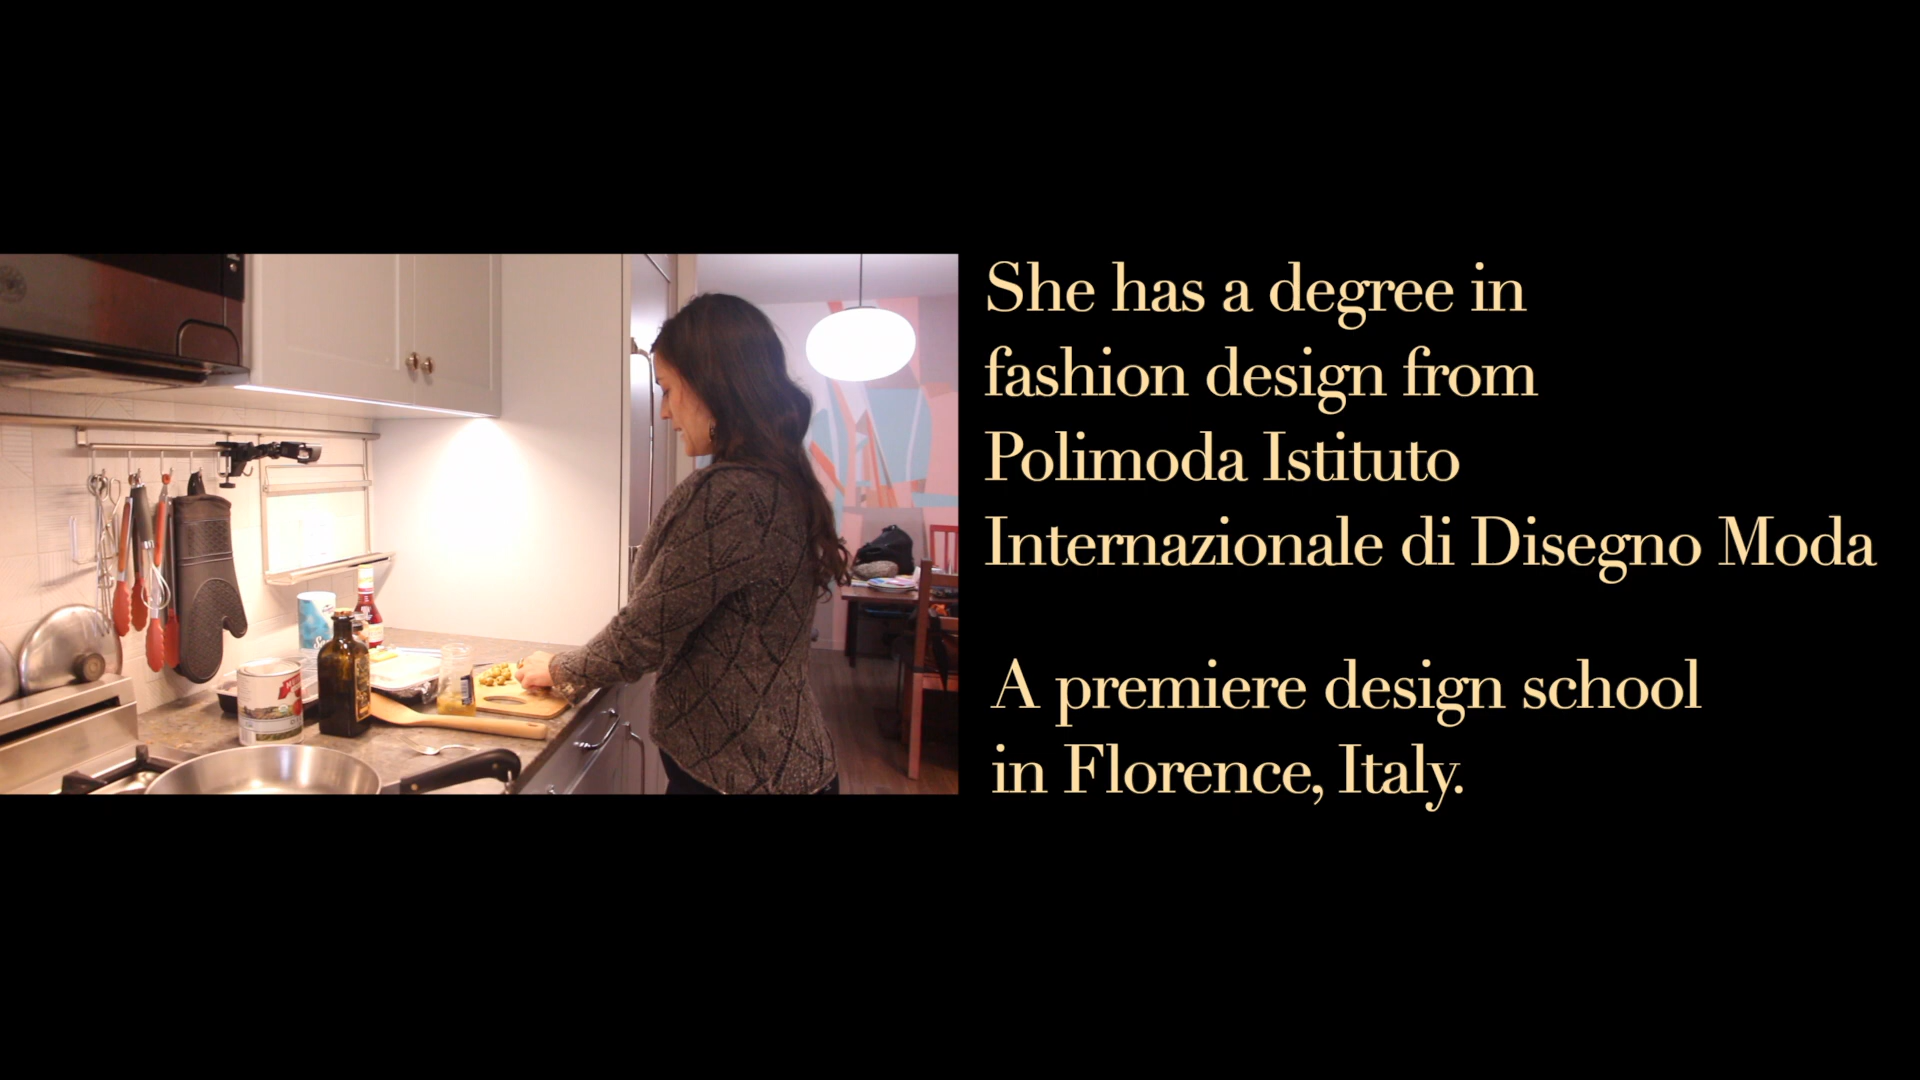 She has a degree in
fashion design from
Polimoda Istituto
Internazionale di Disegno Moda
A premiere design school
in Florence, Italy.